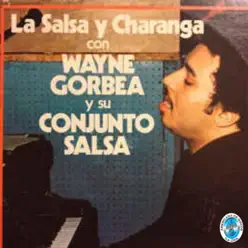 La Salsa y Charanga
con
WAYNE
GORBEA
y su
CONJUNTO
SALSA